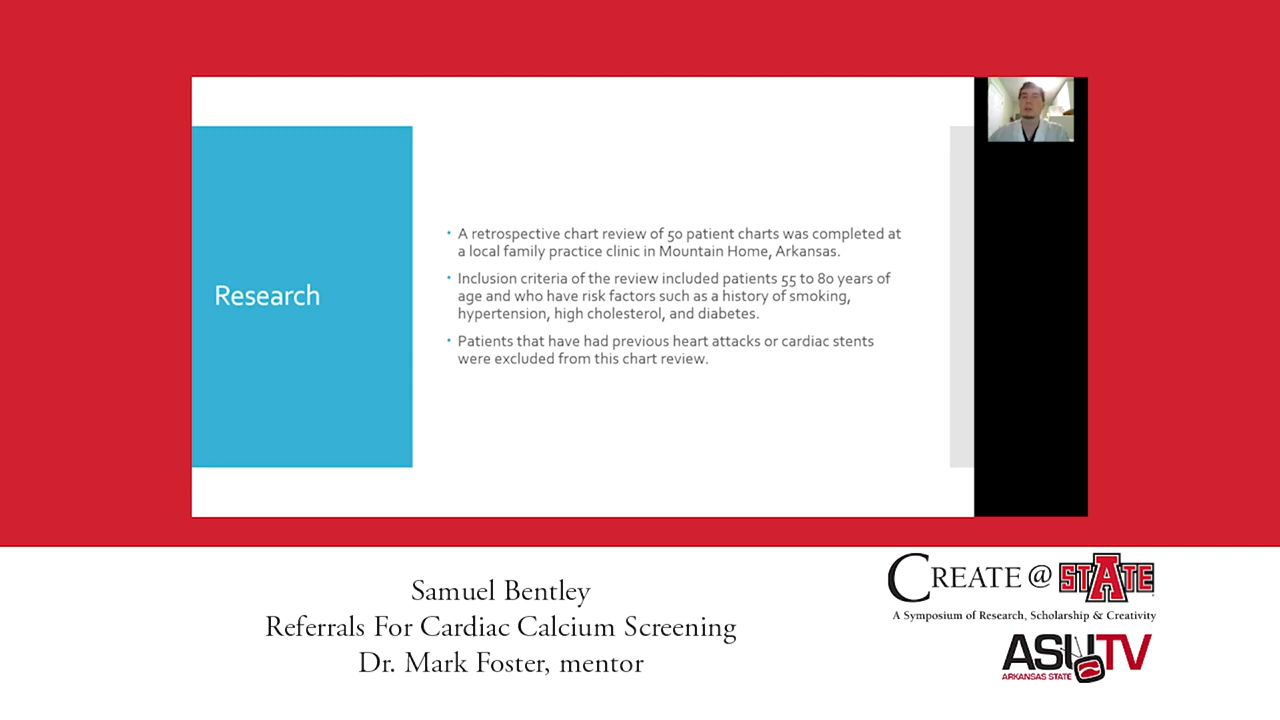 Research
• A retrospective chart review of 50 patient charts was completed at
a local family practice clinic in Mountain Home, Arkansas.
• Inclusion criteria of the review included patients 55 to 80 years of
age and who have risk factors such as a history of smoking,
hypertension, high cholesterol, and diabetes.
• Patients that have had previous heart attacks or cardiac stents
were excluded from this chart review.
Samuel Bentley
Referrals For Cardiac Calcium Screening
Dr. Mark Foster, mentor
CREATE @ STATE
A Symposium of Research, Scholarship & Creativity
ASUTV
ARKANSAS STATE